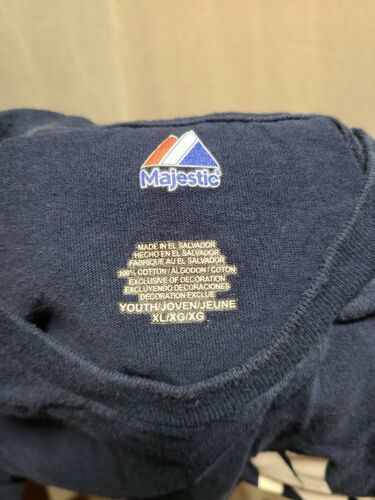 Majestic®
MADE IN EL SALVADOR
HECHO EN EL SALVADOR
FABRIQUE AU EL SALVADOR
100% COTTON / ALGODON / COTON
EXCLUSIVE OF DECORATION
EXCLUYENDO DECORACIONES
DECORATION EXCLUE
YOUTH/JOVEN/JEUNE
XL/XG/XG